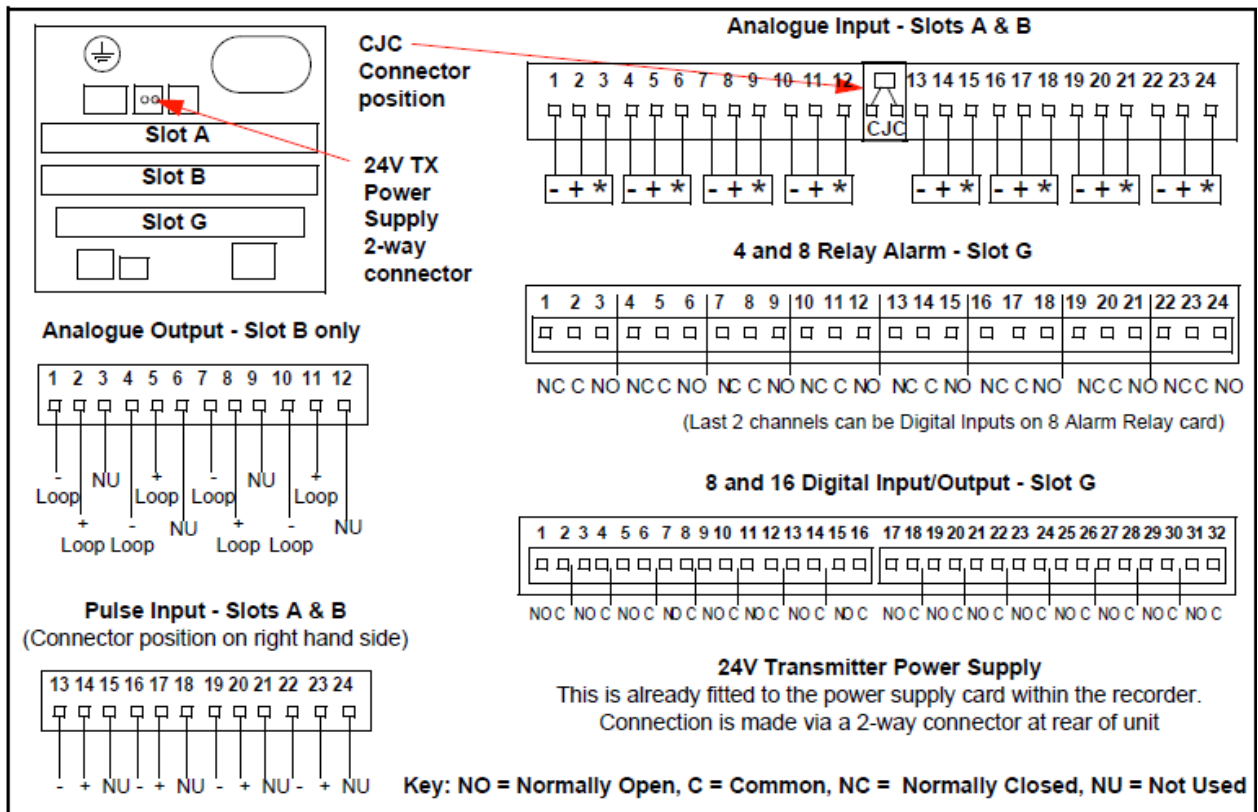 CJC
Connector
position
Slot A
Slot B
Slot G
24V TX
Power
Supply
2-way
connector
Analogue Input - Slots A & B
1 2 3 4 5 6 7 8 9 10 11 12 13 14 15 16 17 18 19 20 21 22 23 24
CJC
- + * - + * - + * - + * - + * - + * - + * - + *
4 and 8 Relay Alarm - Slot G
1 2 3 4 5 6 7 8 9 10 11 12 13 14 15 16 17 18 19 20 21 22 23 24
NC C NO NC C NO NC C NO NC C NO NC C NO NC C NO NC C NO NC C NO
(Last 2 channels can be Digital Inputs on 8 Alarm Relay card)
Analogue Output - Slot B only
1 2 3 4 5 6 7 8 9 10 11 12
- NU + - NU +
Loop Loop Loop Loop
+ - NU + - NU
Loop Loop Loop Loop
8 and 16 Digital Input/Output - Slot G
1 2 3 4 5 6 7 8 9 10 11 12 13 14 15 16 17 18 19 20 21 22 23 24 25 26 27 28 29 30 31 32
NO C NO C NO C NO C NO C NO C NO C NO C NO C NO C NO C NO C NO C NO C NO C NO C
Pulse Input - Slots A & B
(Connector position on right hand side)
13 14 15 16 17 18 19 20 21 22 23 24
- + NU - + NU - + NU - + NU
24V Transmitter Power Supply
This is already fitted to the power supply card within the recorder.
Connection is made via a 2-way connector at rear of unit
Key: NO = Normally Open, C = Common, NC = Normally Closed, NU = Not Used